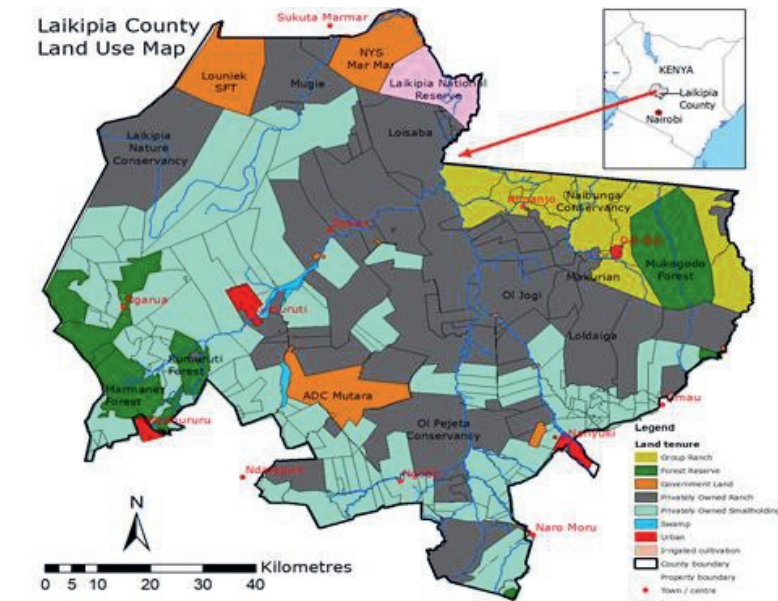 Laikipia County
Land Use Map
Sukuta Marmar
Louniek
SFT
Mugie
NYS
Mar Mar
Laikipia National
Reserve
KENYA
Laikipia
County
Nairobi
Laikipia
Nature
Conservancy
Loisaba
Naibunga
Conservancy
Mukogodo
Forest
Makurian
Ol Jogi
Loldaiga
Rumuruti
Forest
Marmanet
Forest
ADC Mutara
Ol Pejeta
Conservancy
Nanyuki
Naro Moru
N
0 5 10 20 30 40 Kilometres
Legend
Land tenure
Group Ranch
Forest Reserve
Government Land
Privately Owned Ranch
Privately Owned Smallholding
Swamp
Urban
Irrigated cultivation
County boundary
Property boundary
Town / centre